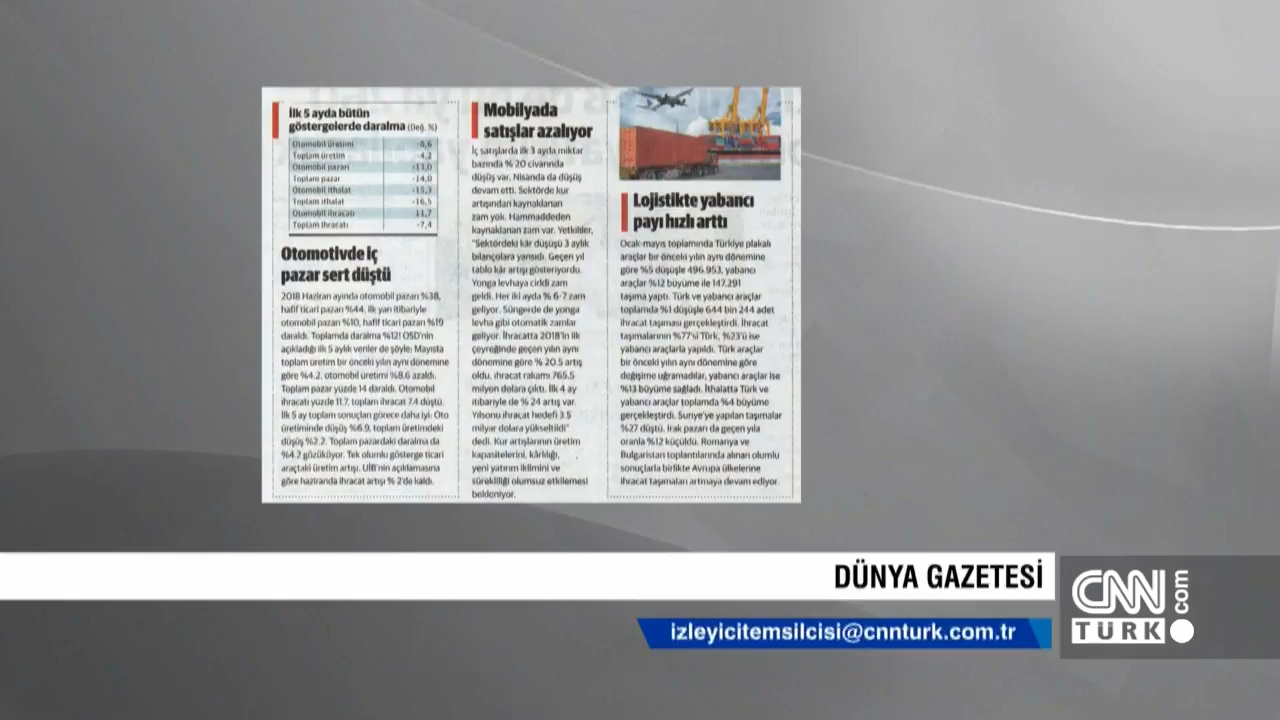 İlk 5 ayda bütün
göstergelerde daralma (Değ. %)
Otomobil üretimi -8,6
Toplam üretim -4,2
Otomobil pazarı -13,0
Toplam pazar -14,0
Otomobil ithalat -15,3
Toplam ithalat -16,5
Otomobil ihracatı -11,7
Toplam ihracatı -7,4
Otomotivde iç
pazar sert düştü
2018 Haziran ayında otomobil pazarı %38,
hafif ticari pazarı %44, ilk yarı itibariyle
otomobil pazarı %10, hafif ticari pazarı %19
daraldı. Toplamda daralma %12! OSD'nin
açıkladığı ilk 5 aylık veriler de şöyle: Mayısta
toplam üretim bir önceki yılın aynı dönemine
göre %4.2, otomobil üretimi %8.6 azaldı.
Toplam pazar yüzde 14 daraldı. Otomobil
ihracatı yüzde 11.7, toplam ihracat 7.4 düştü.
İlk 5 ay toplam sonuçları görece daha iyi: Oto
üretiminde düşüş %6.9, toplam üretimdeki
düşüş %2.2. Toplam pazardaki daralma da
%4.2 gözüküyor. Tek olumlu gösterge ticari
araçtaki üretim artışı. UİB'nin açıklamasına
göre haziranda ihracat artışı % 2'de kaldı.
Mobilyada
satışlar azalıyor
İç satışlarda ilk 3 ayda miktar
bazında % 20 civarında
düşüş var. Nisanda da düşüş
devam etti. Sektörde kur
artışından kaynaklanan
zam yok. Hammaddeden
kaynaklanan zam var. Yetkililer,
"Sektördeki kâr düşüşü 3 aylık
bilançolara yansıdı. Geçen yıl
tablo kâr artışı gösteriyordu.
Yonga levhaya ciddi zam
geldi. Her iki ayda % 6-7 zam
geliyor. Süngerde de yonga
levha gibi otomatik zamlar
geliyor. İhracatta 2018'in ilk
çeyreğinde geçen yılın aynı
dönemine göre % 20.5 artış
oldu, ihracat rakamı 765.5
milyon dolara çıktı. İlk 4 ay
itibariyle de % 24 artış var.
Yılsonu ihracat hedefi 3.5
milyar dolara yükseltildi"
dedi. Kur artışlarının üretim
kapasitelerini, kârlılığı,
yeni yatırım iklimini ve
sürekliliği olumsuz etkilemesi
bekleniyor.
Lojistikte yabancı
payı hızlı arttı
Ocak-mayıs toplamında Türkiye plakalı
araçlar bir önceki yılın aynı dönemine
göre %5 düşüşle 496.953, yabancı
araçlar %12 büyüme ile 147.291
taşıma yaptı. Türk ve yabancı araçlar
toplamda %1 düşüşle 644 bin 244 adet
ihracat taşıması gerçekleştirdi. İhracat
taşımalarının %77'si Türk, %23'ü ise
yabancı araçlarla yapıldı. Türk araçlar
bir önceki yılın aynı dönemine göre
değişime uğramadılar, yabancı araçlar ise
%13 büyüme sağladı. İthalatta Türk ve
yabancı araçlar toplamda %4 büyüme
gerçekleştirdi. Suriye'ye yapılan taşımalar
%27 düştü. Irak pazarı da geçen yıla
oranla %12 küçüldü. Romanya ve
Bulgaristan toplantılarında alınan olumlu
sonuçlarla birlikte Avrupa ülkelerine
ihracat taşımaları artmaya devam ediyor.
DÜNYA GAZETESİ
izleyicitemsilcisi@cnnturk.com.tr
CNN
TÜRK
.com